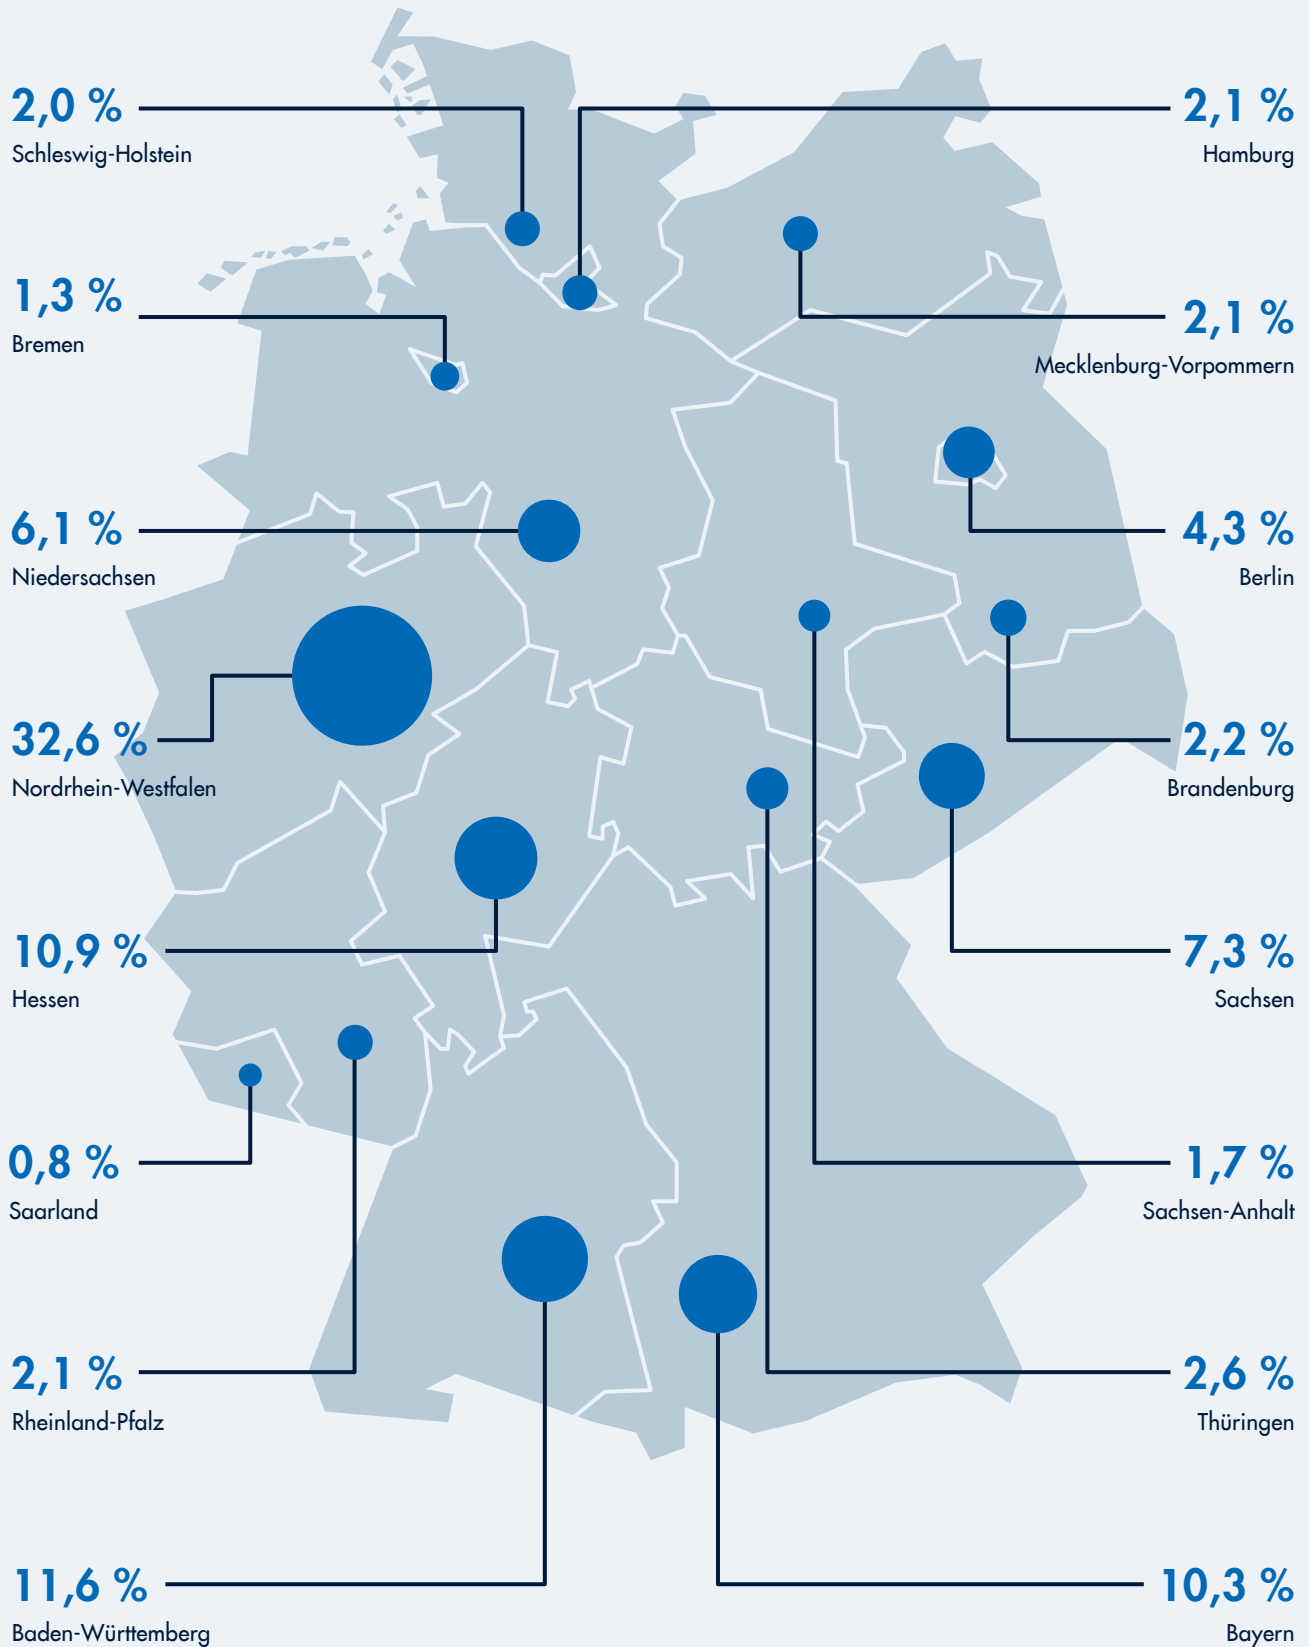 2,0 %
Schleswig-Holstein
2,1 %
Hamburg
1,3 %
Bremen
2,1 %
Mecklenburg-Vorpommern
6,1 %
Niedersachsen
4,3 %
Berlin
32,6 %
Nordrhein-Westfalen
2,2 %
Brandenburg
10,9 %
Hessen
7,3 %
Sachsen
0,8 %
Saarland
1,7 %
Sachsen-Anhalt
2,1 %
Rheinland-Pfalz
2,6 %
Thüringen
11,6 %
Baden-Württemberg
10,3 %
Bayern